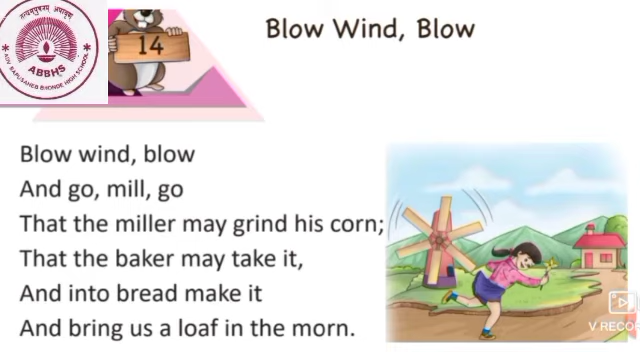 ABBHS
14
Blow Wind, Blow
Blow wind, blow
And go, mill, go
That the miller may grind his corn;
That the baker may take it,
And into bread make it
And bring us a loaf in the morn.
V RECO